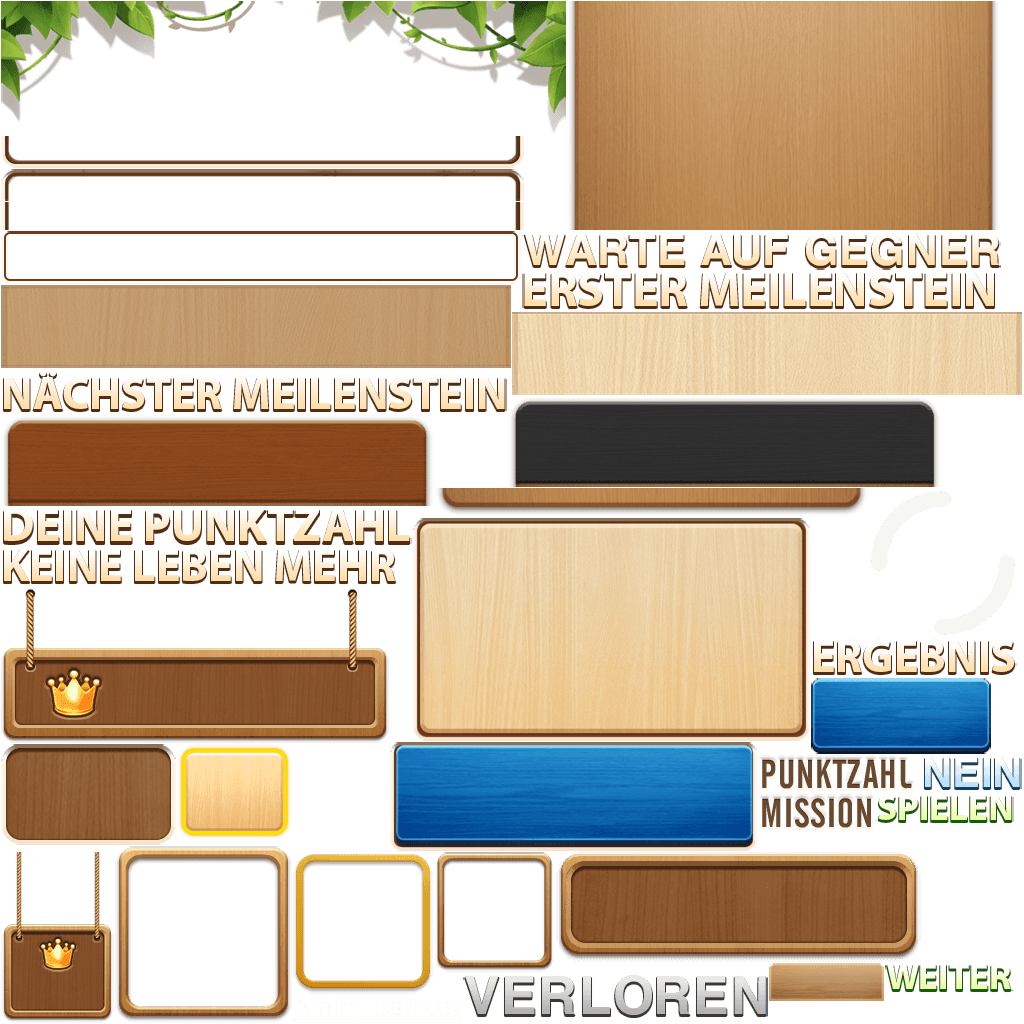 WARTE AUF GEGNER
ERSTER MEILENSTEIN
NÄCHSTER MEILENSTEIN
DEINE PUNKTZAHL
KEINE LEBEN MEHR
ERGEBNIS
PUNKTZAHL
NEIN
MISSION
SPIELEN
VERLOREN
WEITER